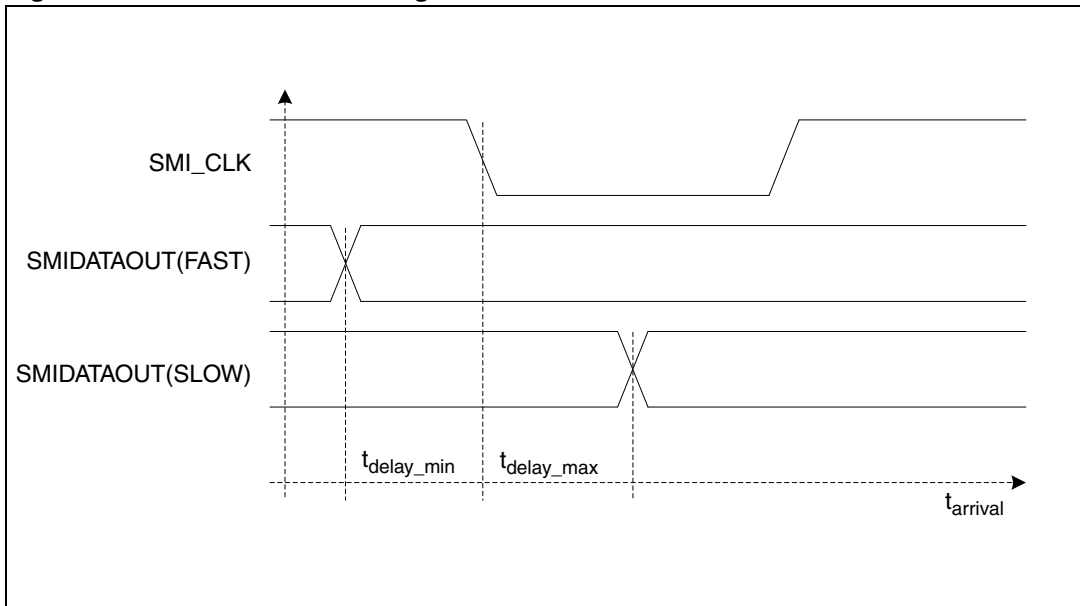 SMI_CLK
SMIDATAOUT(FAST)
SMIDATAOUT(SLOW)
tdelay_min
tdelay_max
tarrival